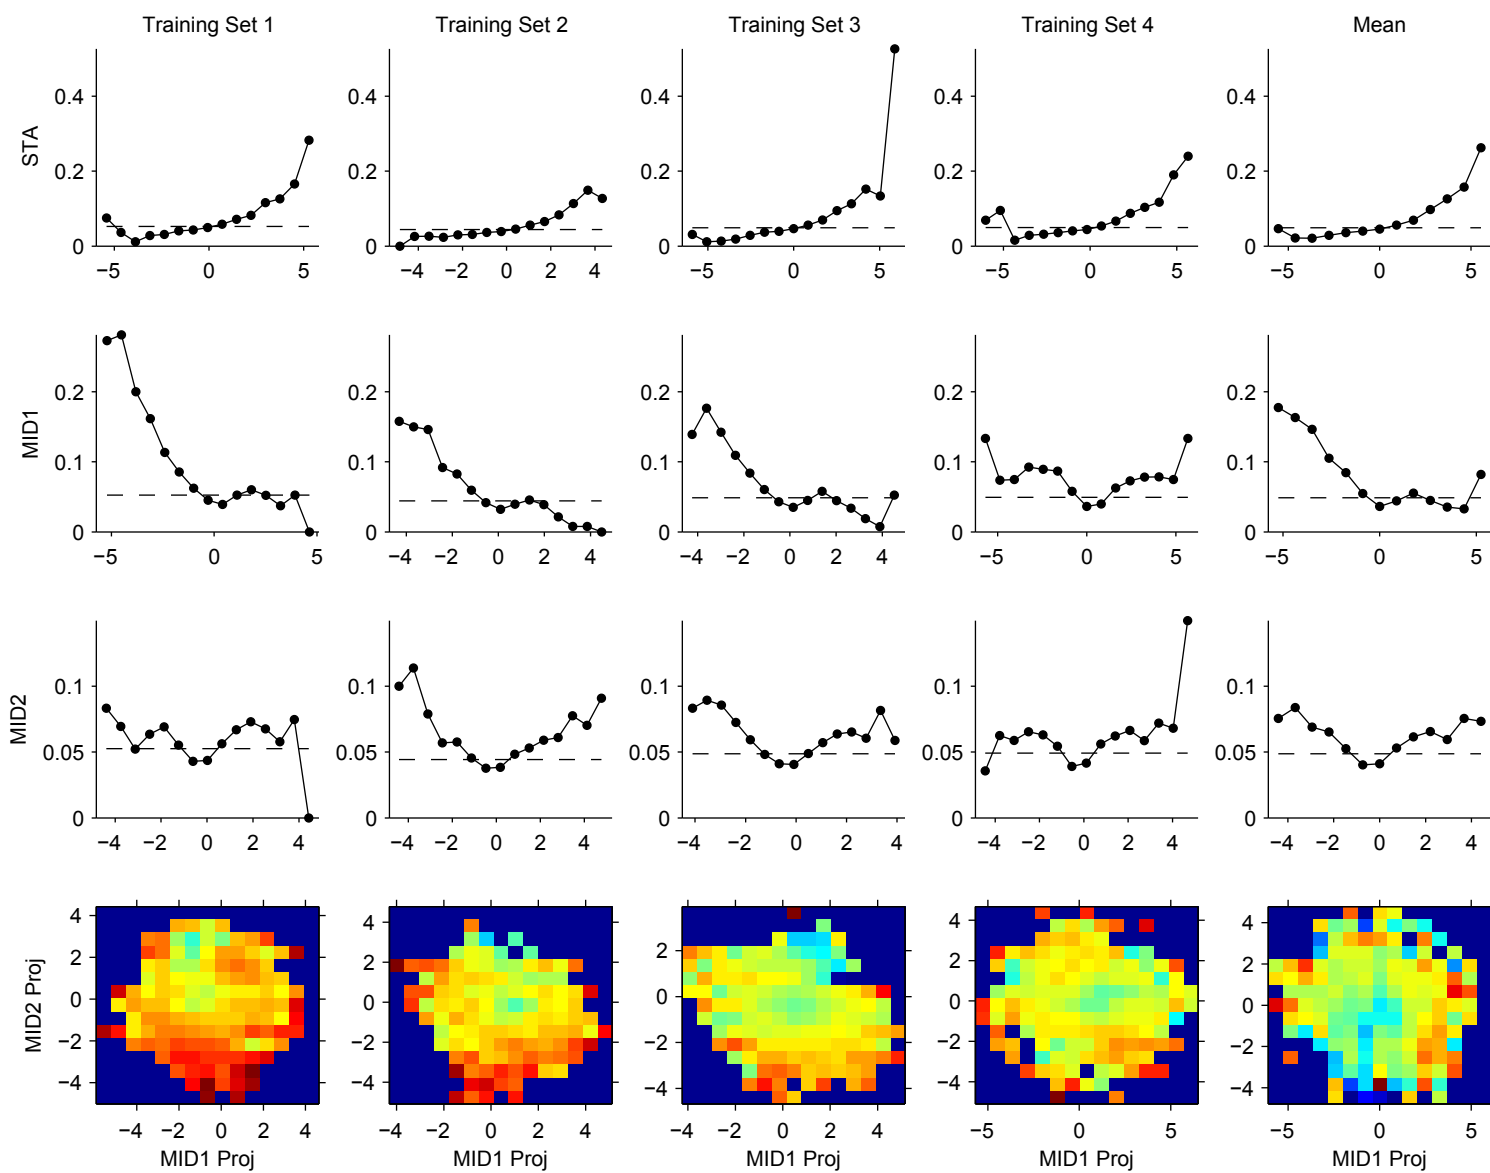 Training Set 1 Training Set 2 Training Set 3 Training Set 4 Mean
STA
0.4 0.4 0.4 0.4 0.4
0.2 0.2 0.2 0.2 0.2
0 0 0 0 0
−5 0 5 −4 −2 0 2 4 −5 0 5 −5 0 5 −5 0 5
MID1
0.2 0.2 0.2 0.2 0.2
0.1 0.1 0.1 0.1 0.1
0 0 0 0 0
−5 0 5 −4 −2 0 2 4 −4 −2 0 2 4 −5 0 5 −5 0 5
MID2
0.1 0.1 0.1 0.1 0.1
0.05 0.05 0.05 0.05 0.05
0 0 0 0 0
−4 −2 0 2 4 −4 −2 0 2 4 −4 −2 0 2 4 −4 −2 0 2 4 −4 −2 0 2 4
MID2 Proj
4 4 4 4
2 2 2 2 2
0 0 0 0 0
−2 −2 −2 −2 −2
−4 −4 −4 −4 −4
−4 −2 0 2 4 −4 −2 0 2 4 −4 −2 0 2 4 −5 0 5 −5 0 5
MID1 Proj MID1 Proj MID1 Proj MID1 Proj MID1 Proj